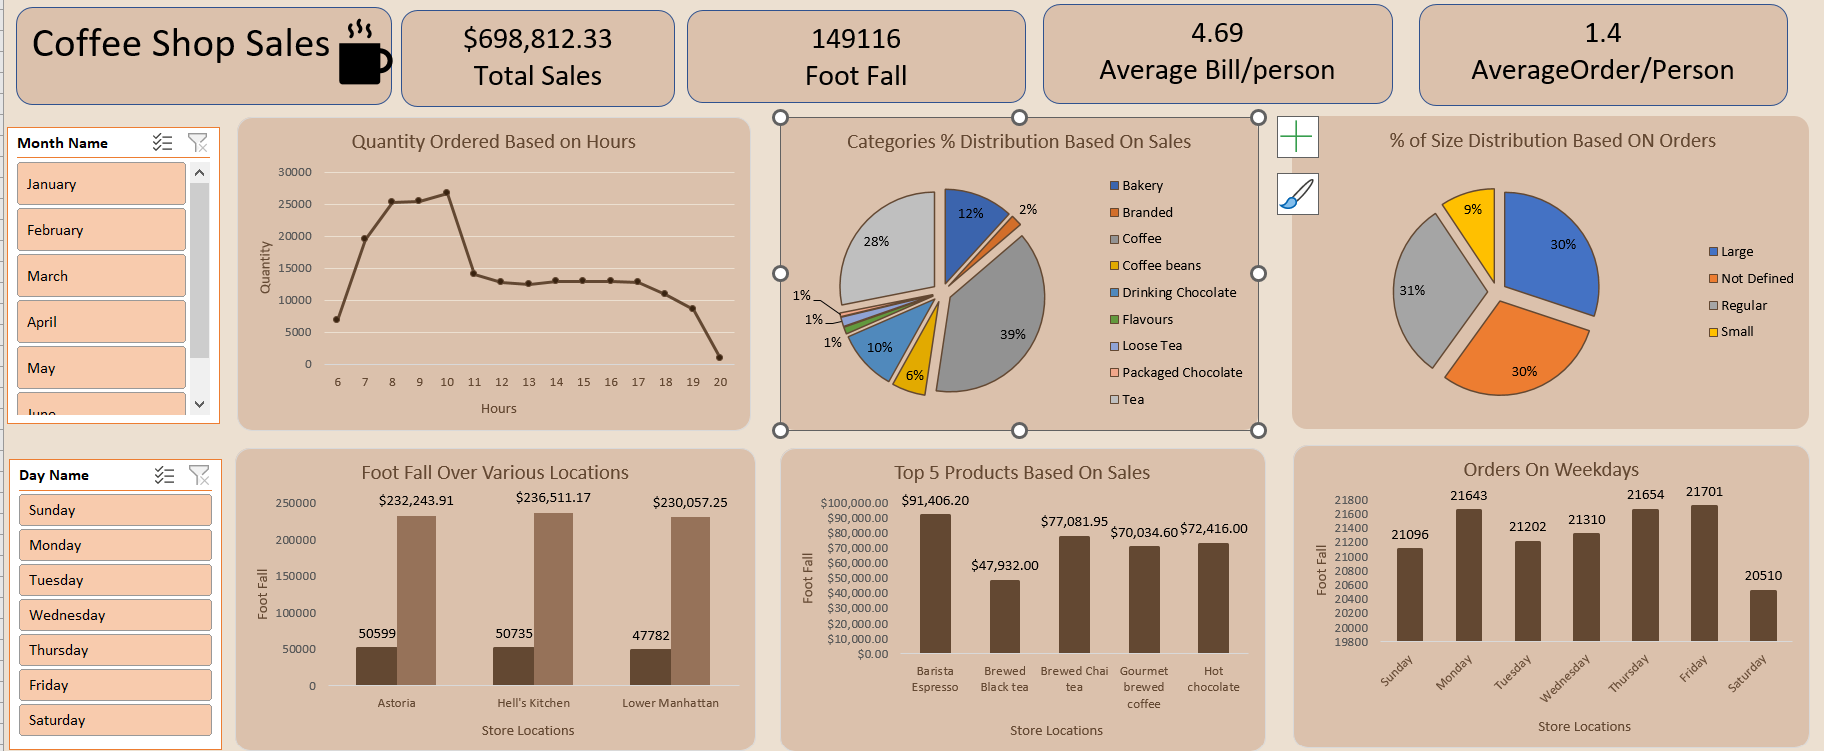 Coffee Shop Sales
$698,812.33
Total Sales
149116
Foot Fall
4.69
Average Bill/person
1.4
AverageOrder/Person
Month Name
January
February
March
April
May
June
Quantity Ordered Based on Hours
30000
25000
20000
15000
10000
5000
0
Quantity
6 7 8 9 10 11 12 13 14 15 16 17 18 19 20
Hours
Categories % Distribution Based On Sales
12%
2%
28%
1%
1%
1%
10%
6%
39%
Bakery
Branded
Coffee
Coffee beans
Drinking Chocolate
Flavours
Loose Tea
Packaged Chocolate
Tea
% of Size Distribution Based ON Orders
9%
30%
31%
30%
Large
Not Defined
Regular
Small
Day Name
Sunday
Monday
Tuesday
Wednesday
Thursday
Friday
Saturday
Foot Fall Over Various Locations
250000
200000
150000
100000
50000
0
Foot Fall
$232,243.91 $236,511.17 $230,057.25
50599 50735 47782
Astoria Hell's Kitchen Lower Manhattan
Store Locations
Top 5 Products Based On Sales
$100,000.00
$90,000.00
$80,000.00
$70,000.00
$60,000.00
$50,000.00
$40,000.00
$30,000.00
$20,000.00
$10,000.00
$0.00
Foot Fall
$91,406.20
$47,932.00
$77,081.95
$70,034.60
$72,416.00
Barista
Espresso
Brewed
Black tea
Brewed Chai
tea
Gourmet
brewed
coffee
Hot
chocolate
Store Locations
Orders On Weekdays
21800
21600
21400
21200
21000
20800
20600
20400
20200
20000
19800
Foot Fall
21096
21643
21202
21310
21654
21701
20510
Sunday
Monday
Tuesday
Wednesday
Thursday
Friday
Saturday
Store Locations